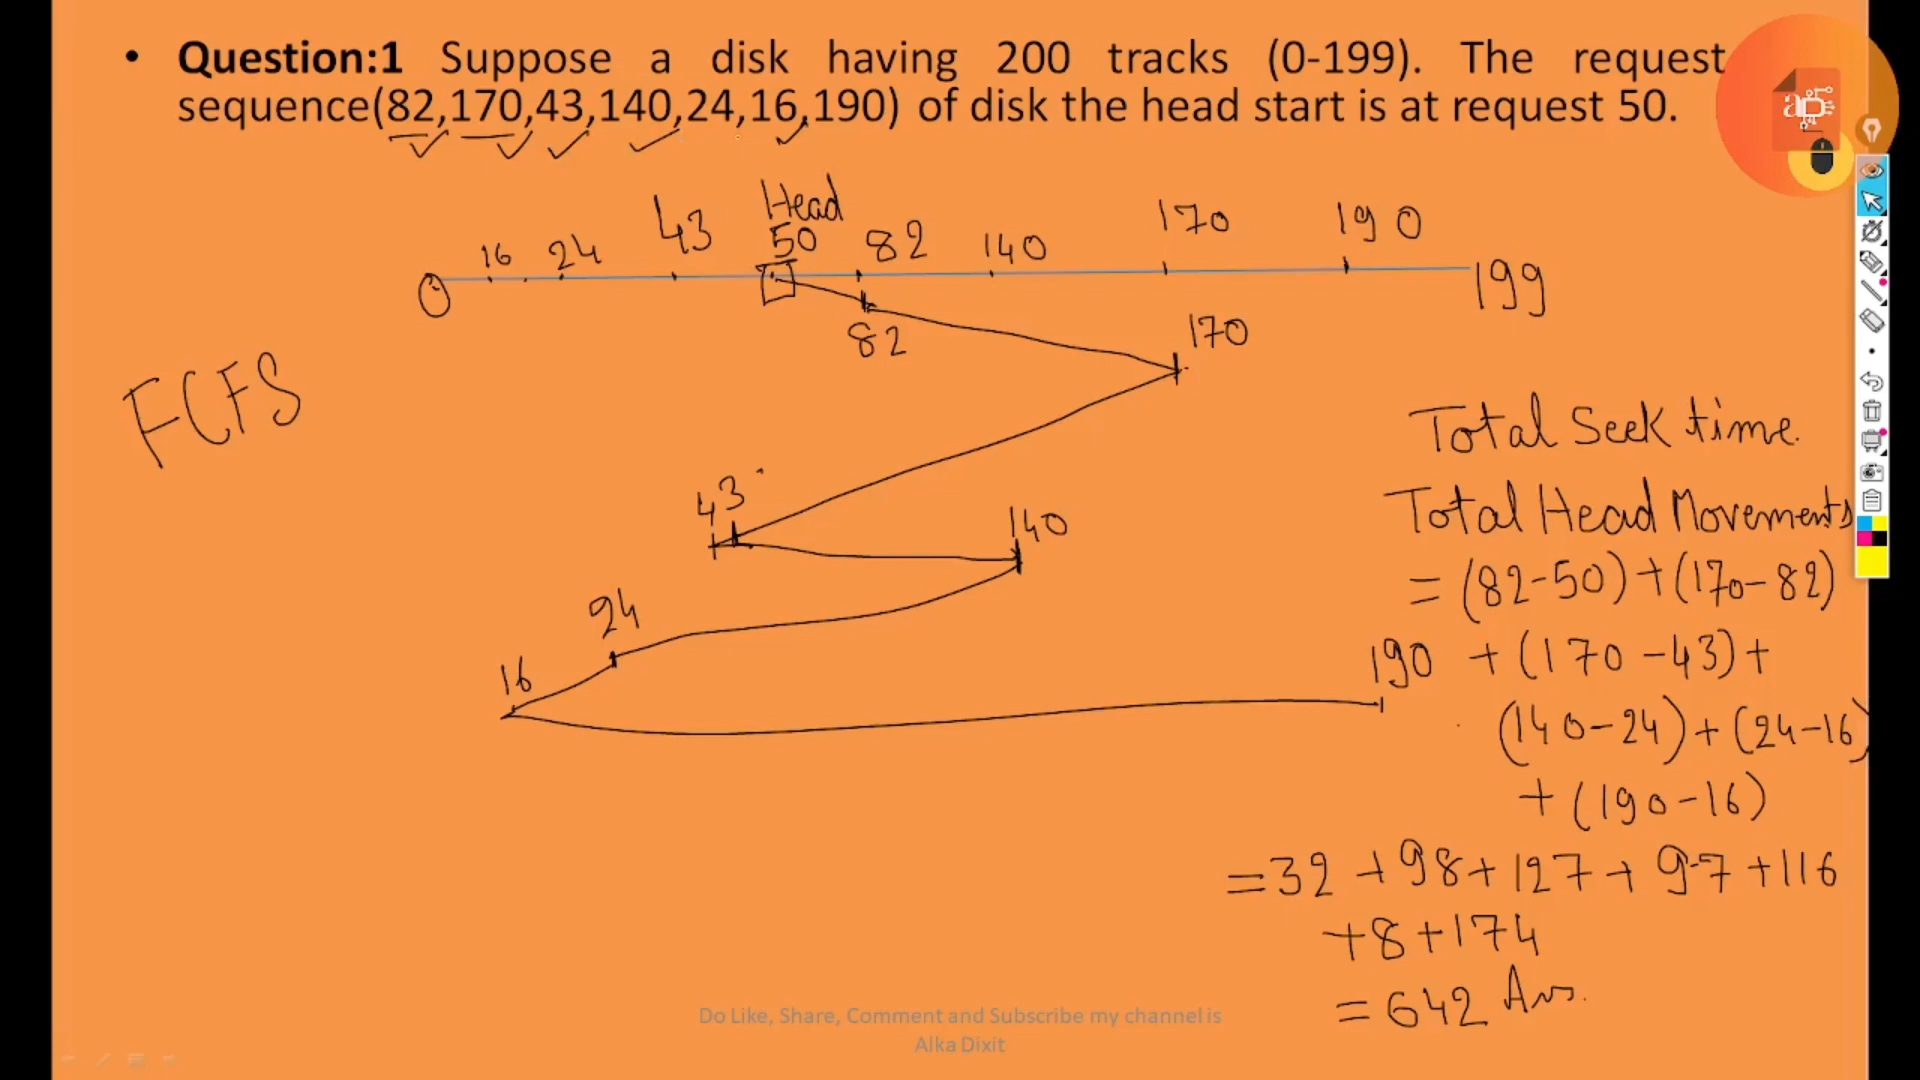 • Question:1 Suppose a disk having 200 tracks (0-199). The request
sequence(82,170,43,140,24,16,190) of disk the head start is at request 50.
Head
16 24 43 50 82 140 170 190
0 199
82 170
FCFS
43 140
24
16 190
Total Seek time.
Total Head Movements
= (82-50)+(170-82)
+(170-43)+
(140-24)+(24-16)
+(190-16)
=32+98+127+97+116
+8+174
=642 Ans.
Do Like, Share, Comment and Subscribe my channel is
Alka Dixit